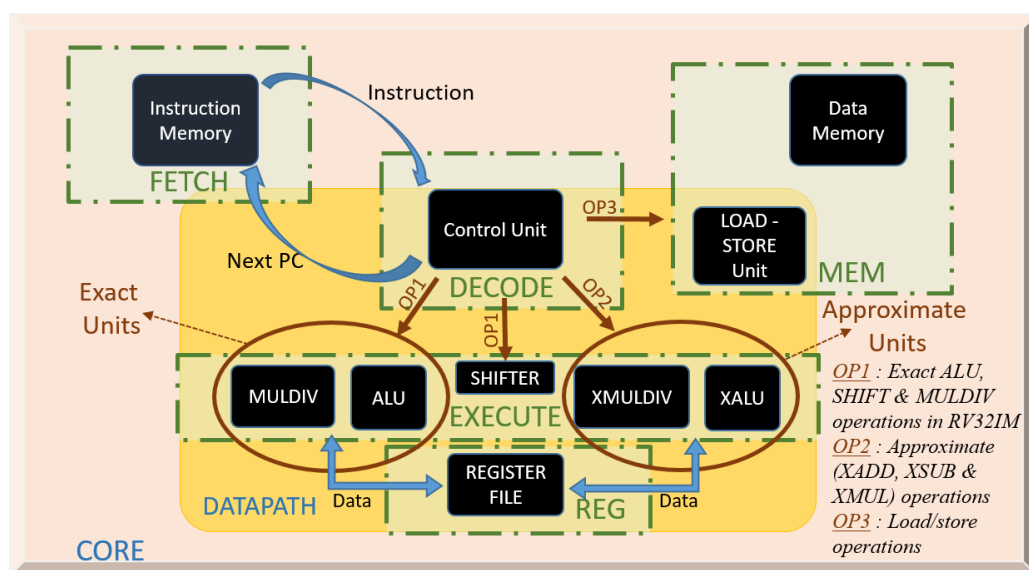 Instruction
Memory
FETCH
Instruction
Next PC
Control Unit
DECODE
OP3
Data
Memory
LOAD -
STORE
Unit
MEM
OP1
OP1
OP2
Exact
Units
Approximate
Units
MULDIV
ALU
SHIFTER
EXECUTE
XMULDIV
XALU
Data
REGISTER
FILE
REG
Data
DATAPATH
CORE
OP1 : Exact ALU,
SHIFT & MULDIV
operations in RV32IM
OP2 : Approximate
(XADD, XSUB &
XMUL) operations
OP3 : Load/store
operations